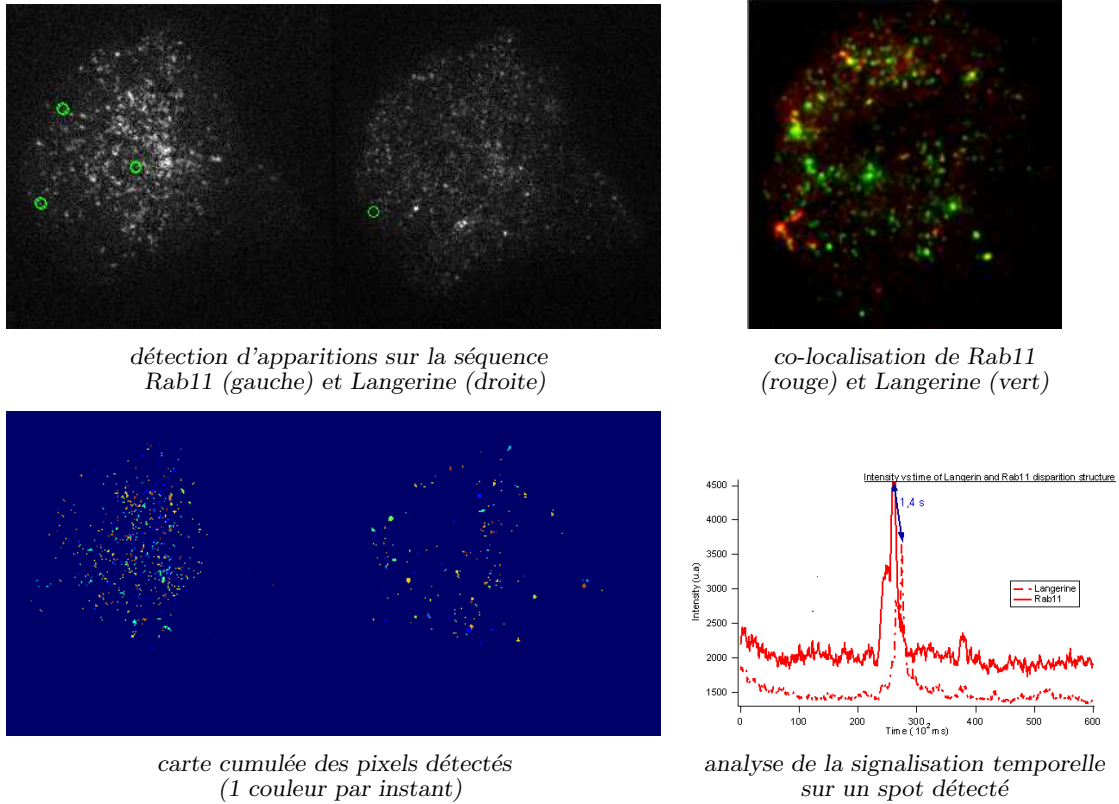 détection d'apparitions sur la séquence
Rab11 (gauche) et Langerine (droite)
co-localisation de Rab11
(rouge) et Langerine (vert)
carte cumulée des pixels détectés
(1 couleur par instant)
Intensity vs time of Langerin and Rab11 disparition structure
4500
4000
3500
3000
2500
2000
1500
Intensity (u.a)
1,4 s
Langerine
Rab11
0
100
200
300
400
500
600
Time ( 10² ms)
analyse de la signalisation temporelle
sur un spot détecté